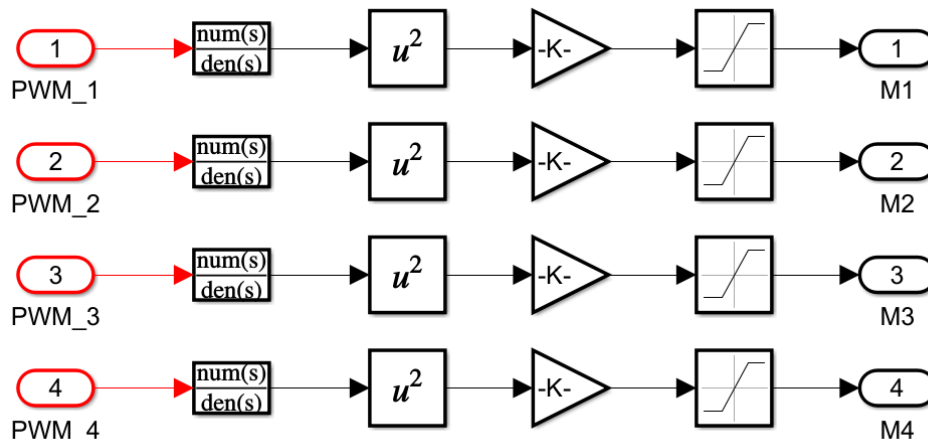 1 num(s) u² -K- 1
den(s)
PWM_1 M1
2 num(s) u² -K- 2
den(s)
PWM_2 M2
3 num(s) u² -K- 3
den(s)
PWM_3 M3
4 num(s) u² -K- 4
den(s)
PWM_4 M4